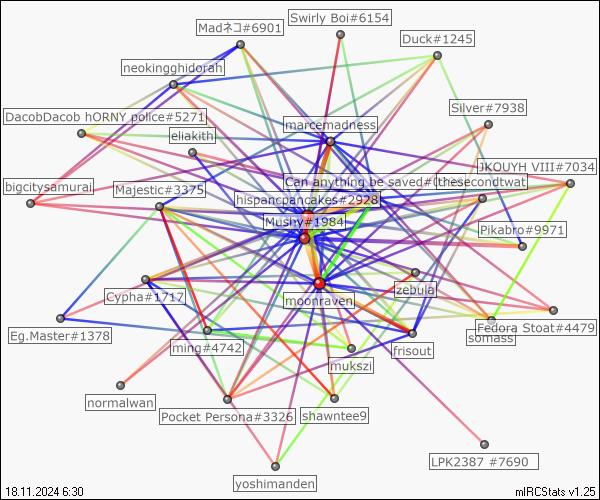 Swirly Boi#6154
Madネコ#6901
Duck#1245
neokingghidorah
Silver#7938
DacobDacob hORNY police#5271
marcemadness
eliakith
JKOUYH VIII#7034
Can anything be saved#0
thesecondtwat
bigcitysamurai
Majestic#3375
hispancpancakes#2928
Mushy#1984
Pikabro#9971
zebula
Cypha#1717
moonraven
Fedora Stoat#4479
Eg.Master#1378
somass
ming#4742
frisout
mukszi
normalwan
Pocket Persona#3326
shawntee9
LPK2387 #7690
yoshimanden
18.11.2024 6:30
mIRCStats v1.25